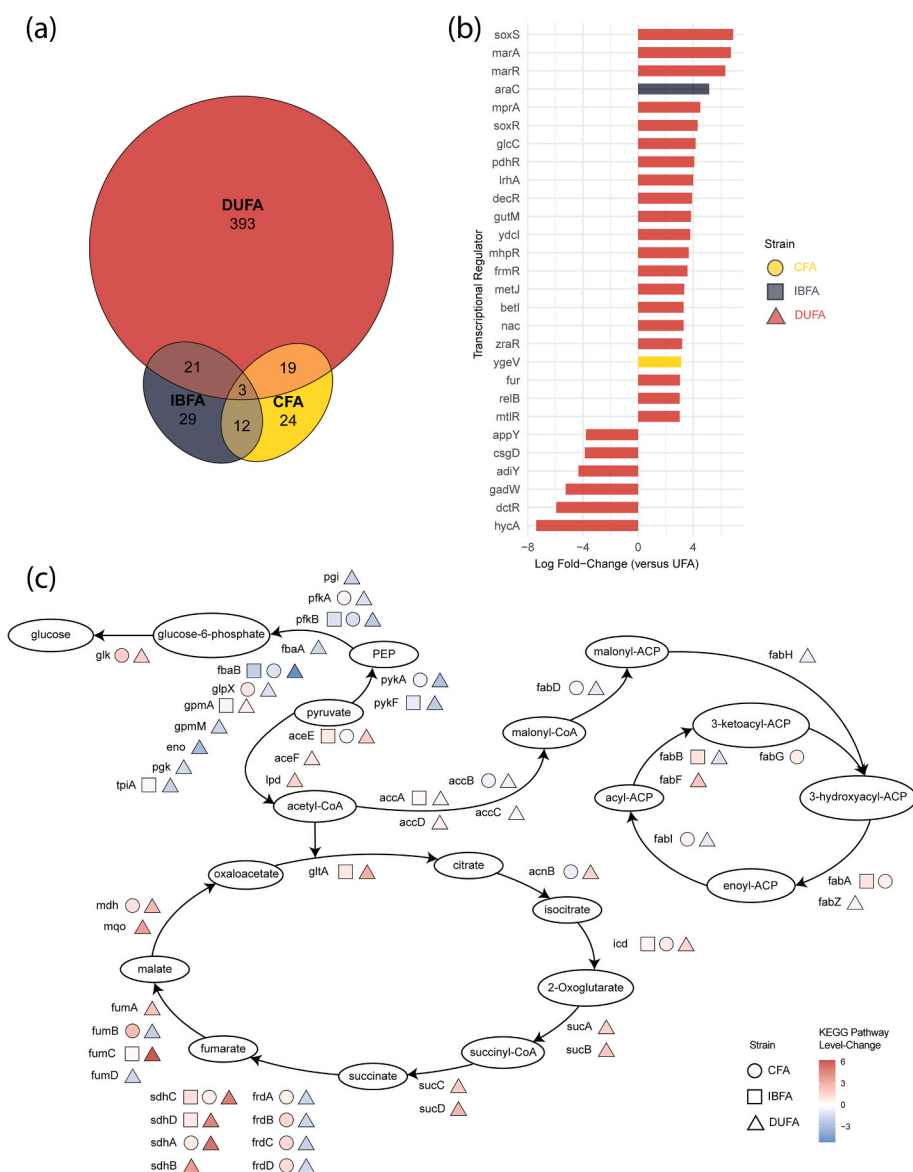 (a)
DUFA
393
21
3
19
IBFA
29
12
CFA
24
(b)
soxS
marA
marR
araC
mprA
soxR
glcC
pdhR
lrhA
decR
gutM
ydcI
mhpR
frmR
metJ
betI
nac
zraR
ygeV
fur
relB
mtlR
appY
csgD
adiY
gadW
dctR
hycA
Transcriptional Regulator
−8
−4
0
4
Log Fold−Change (versus UFA)
Strain
CFA
IBFA
DUFA
(c)
pgi
pfkA
pfkB
glucose
glucose-6-phosphate
glk
fbaA
PEP
fbaB
glpX
gpmA
gpmM
eno
pgk
tpiA
pykA
pykF
pyruvate
aceE
aceF
lpd
acetyl-CoA
accA
accD
accB
accC
malonyl-CoA
fabD
malonyl-ACP
fabH
3-ketoacyl-ACP
fabB
fabF
fabG
acyl-ACP
3-hydroxyacyl-ACP
fabI
enoyl-ACP
fabA
fabZ
oxaloacetate
gltA
citrate
acnB
isocitrate
icd
2-Oxoglutarate
sucA
sucB
succinyl-CoA
sucC
sucD
succinate
sdhC
sdhD
sdhA
sdhB
frdA
frdB
frdC
frdD
fumarate
fumA
fumB
fumC
fumD
malate
mdh
mqo
Strain
CFA
IBFA
DUFA
KEGG Pathway
Level-Change
6
3
0
−3